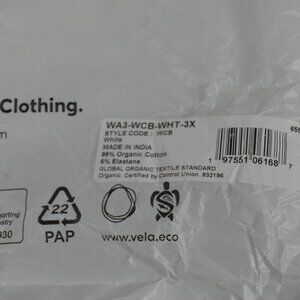 Clothing.
WA3-WCB-WHT-3X
STYLE CODE : WCB
White
MADE IN INDIA
95% Organic Cotton
5% Elastane
GLOBAL ORGANIC TEXTILE STANDARD
Organic. Certified by Control Union. 832196
1 97551 06168 7
22
PAP
www.vela.eco
930